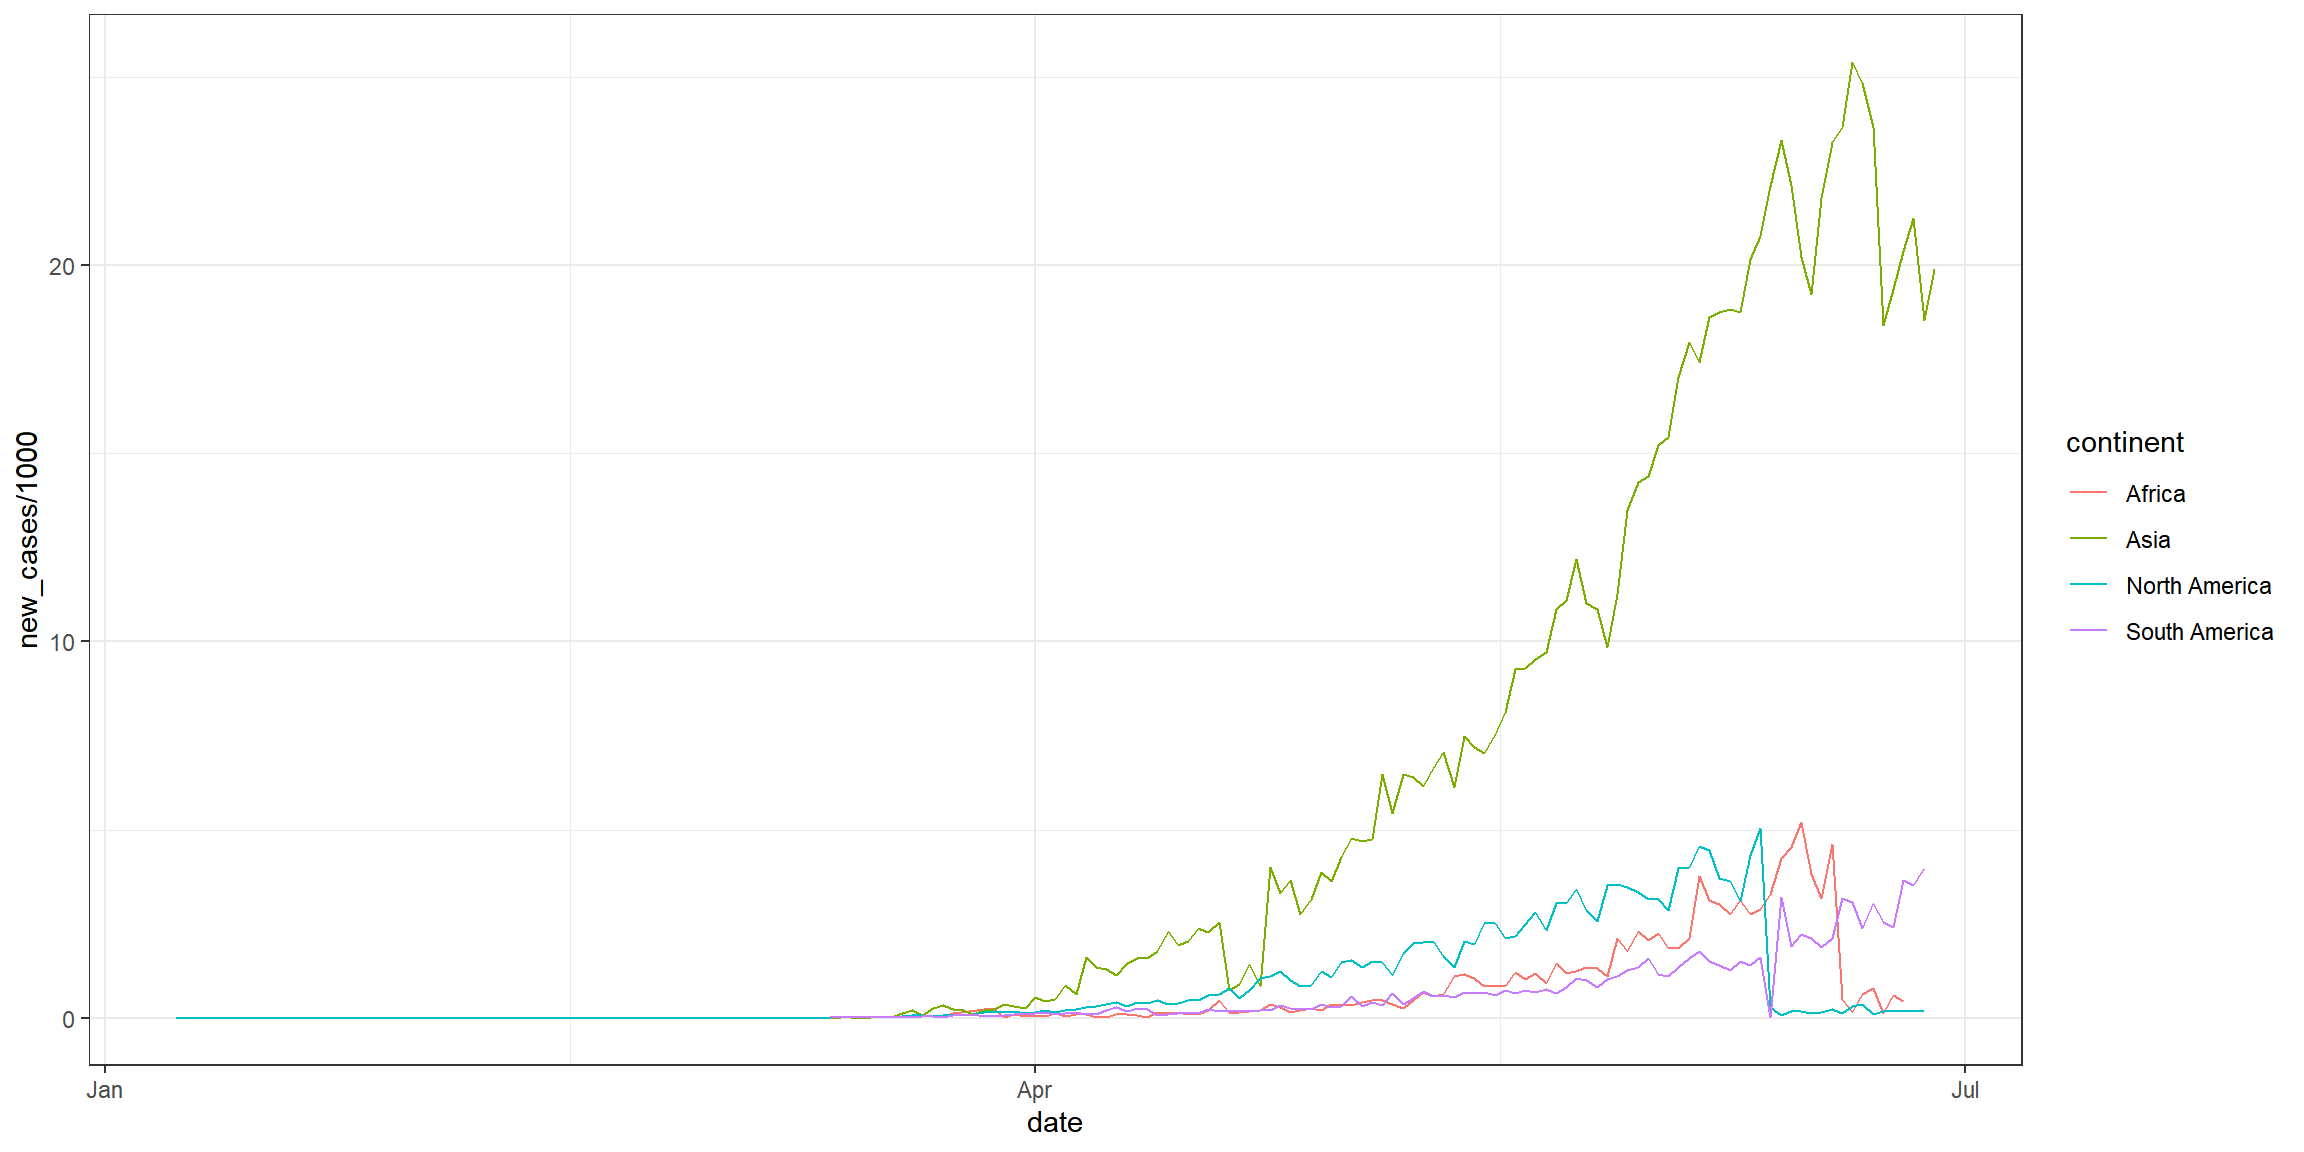 new_cases/1000
20
10
0
Jan
Apr
Jul
date
continent
Africa
Asia
North America
South America